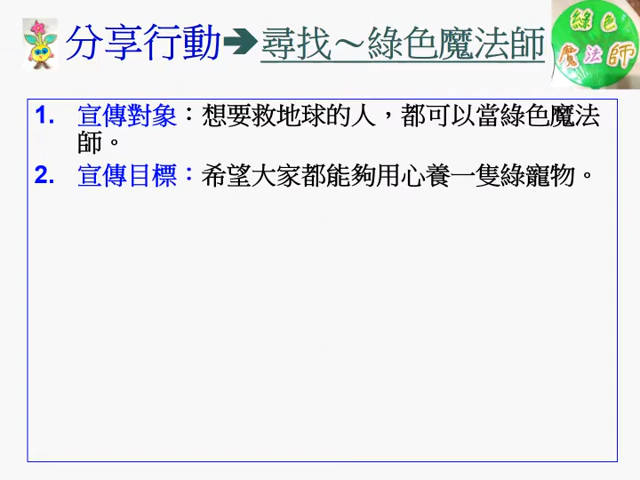 分享行動➔尋找～綠色魔法師
綠色
魔法師
1. 宣傳對象：想要救地球的人，都可以當綠色魔法
師。
2. 宣傳目標：希望大家都能夠用心養一隻綠寵物。